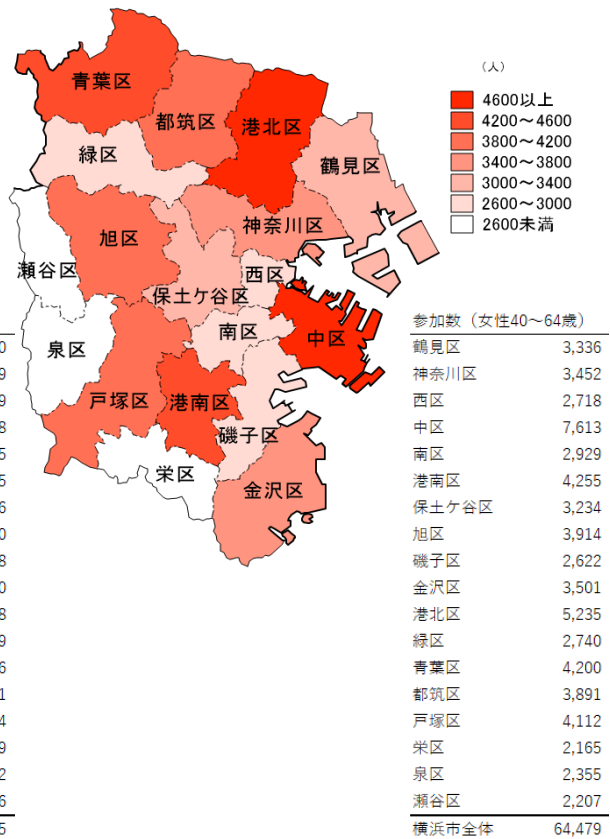 （人）
4600以上
4200～4600
3800～4200
3400～3800
3000～3400
2600～3000
2600未満
青葉区
都筑区
港北区
緑区
鶴見区
神奈川区
旭区
瀬谷区
西区
保土ケ谷区
南区
中区
泉区
戸塚区
港南区
磯子区
栄区
金沢区
参加数（女性40～64歳）
鶴見区 3,336
神奈川区 3,452
西区 2,718
中区 7,613
南区 2,929
港南区 4,255
保土ケ谷区 3,234
旭区 3,914
磯子区 2,622
金沢区 3,501
港北区 5,235
緑区 2,740
青葉区 4,200
都筑区 3,891
戸塚区 4,112
栄区 2,165
泉区 2,355
瀬谷区 2,207
横浜市全体 64,479